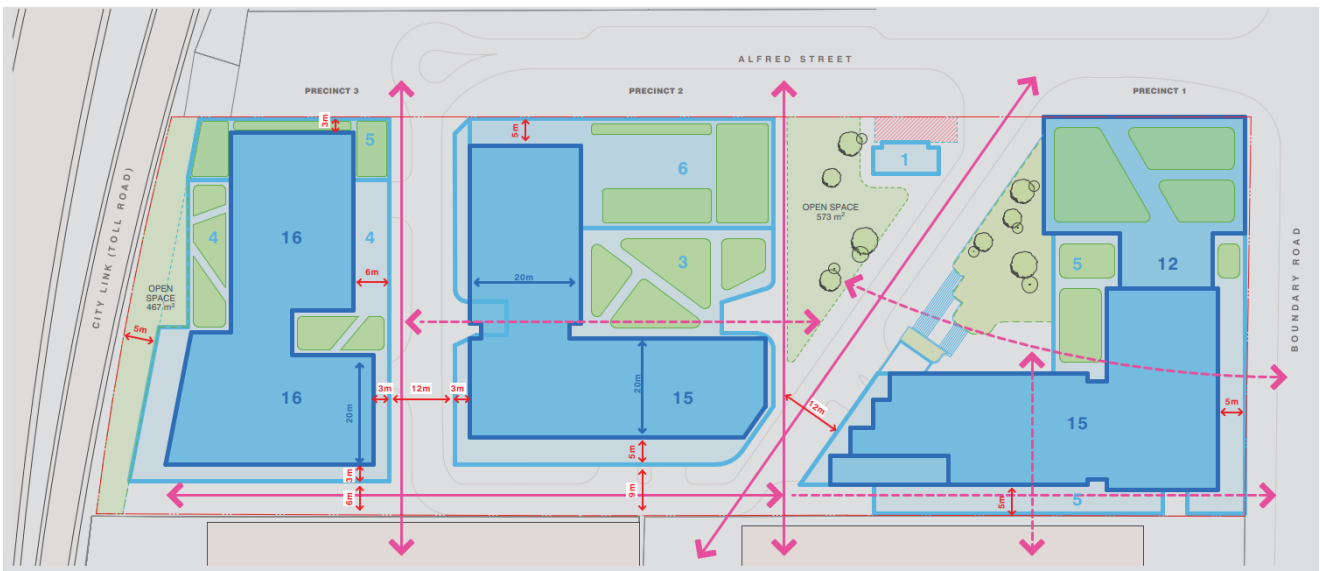 ALFRED STREET
PRECINCT 3
PRECINCT 2
PRECINCT 1
3m
5
5m
6
1
CITY LINK (TOLL ROAD)
16
4
4
OPEN SPACE
573 m²
3
5
12
BOUNDARY ROAD
6m
20m
OPEN
SPACE
467 m²
5m
16
20m
3m
12m
3m
20m
15
12m
15
5m
3m
5m
6m
9m
5m
5